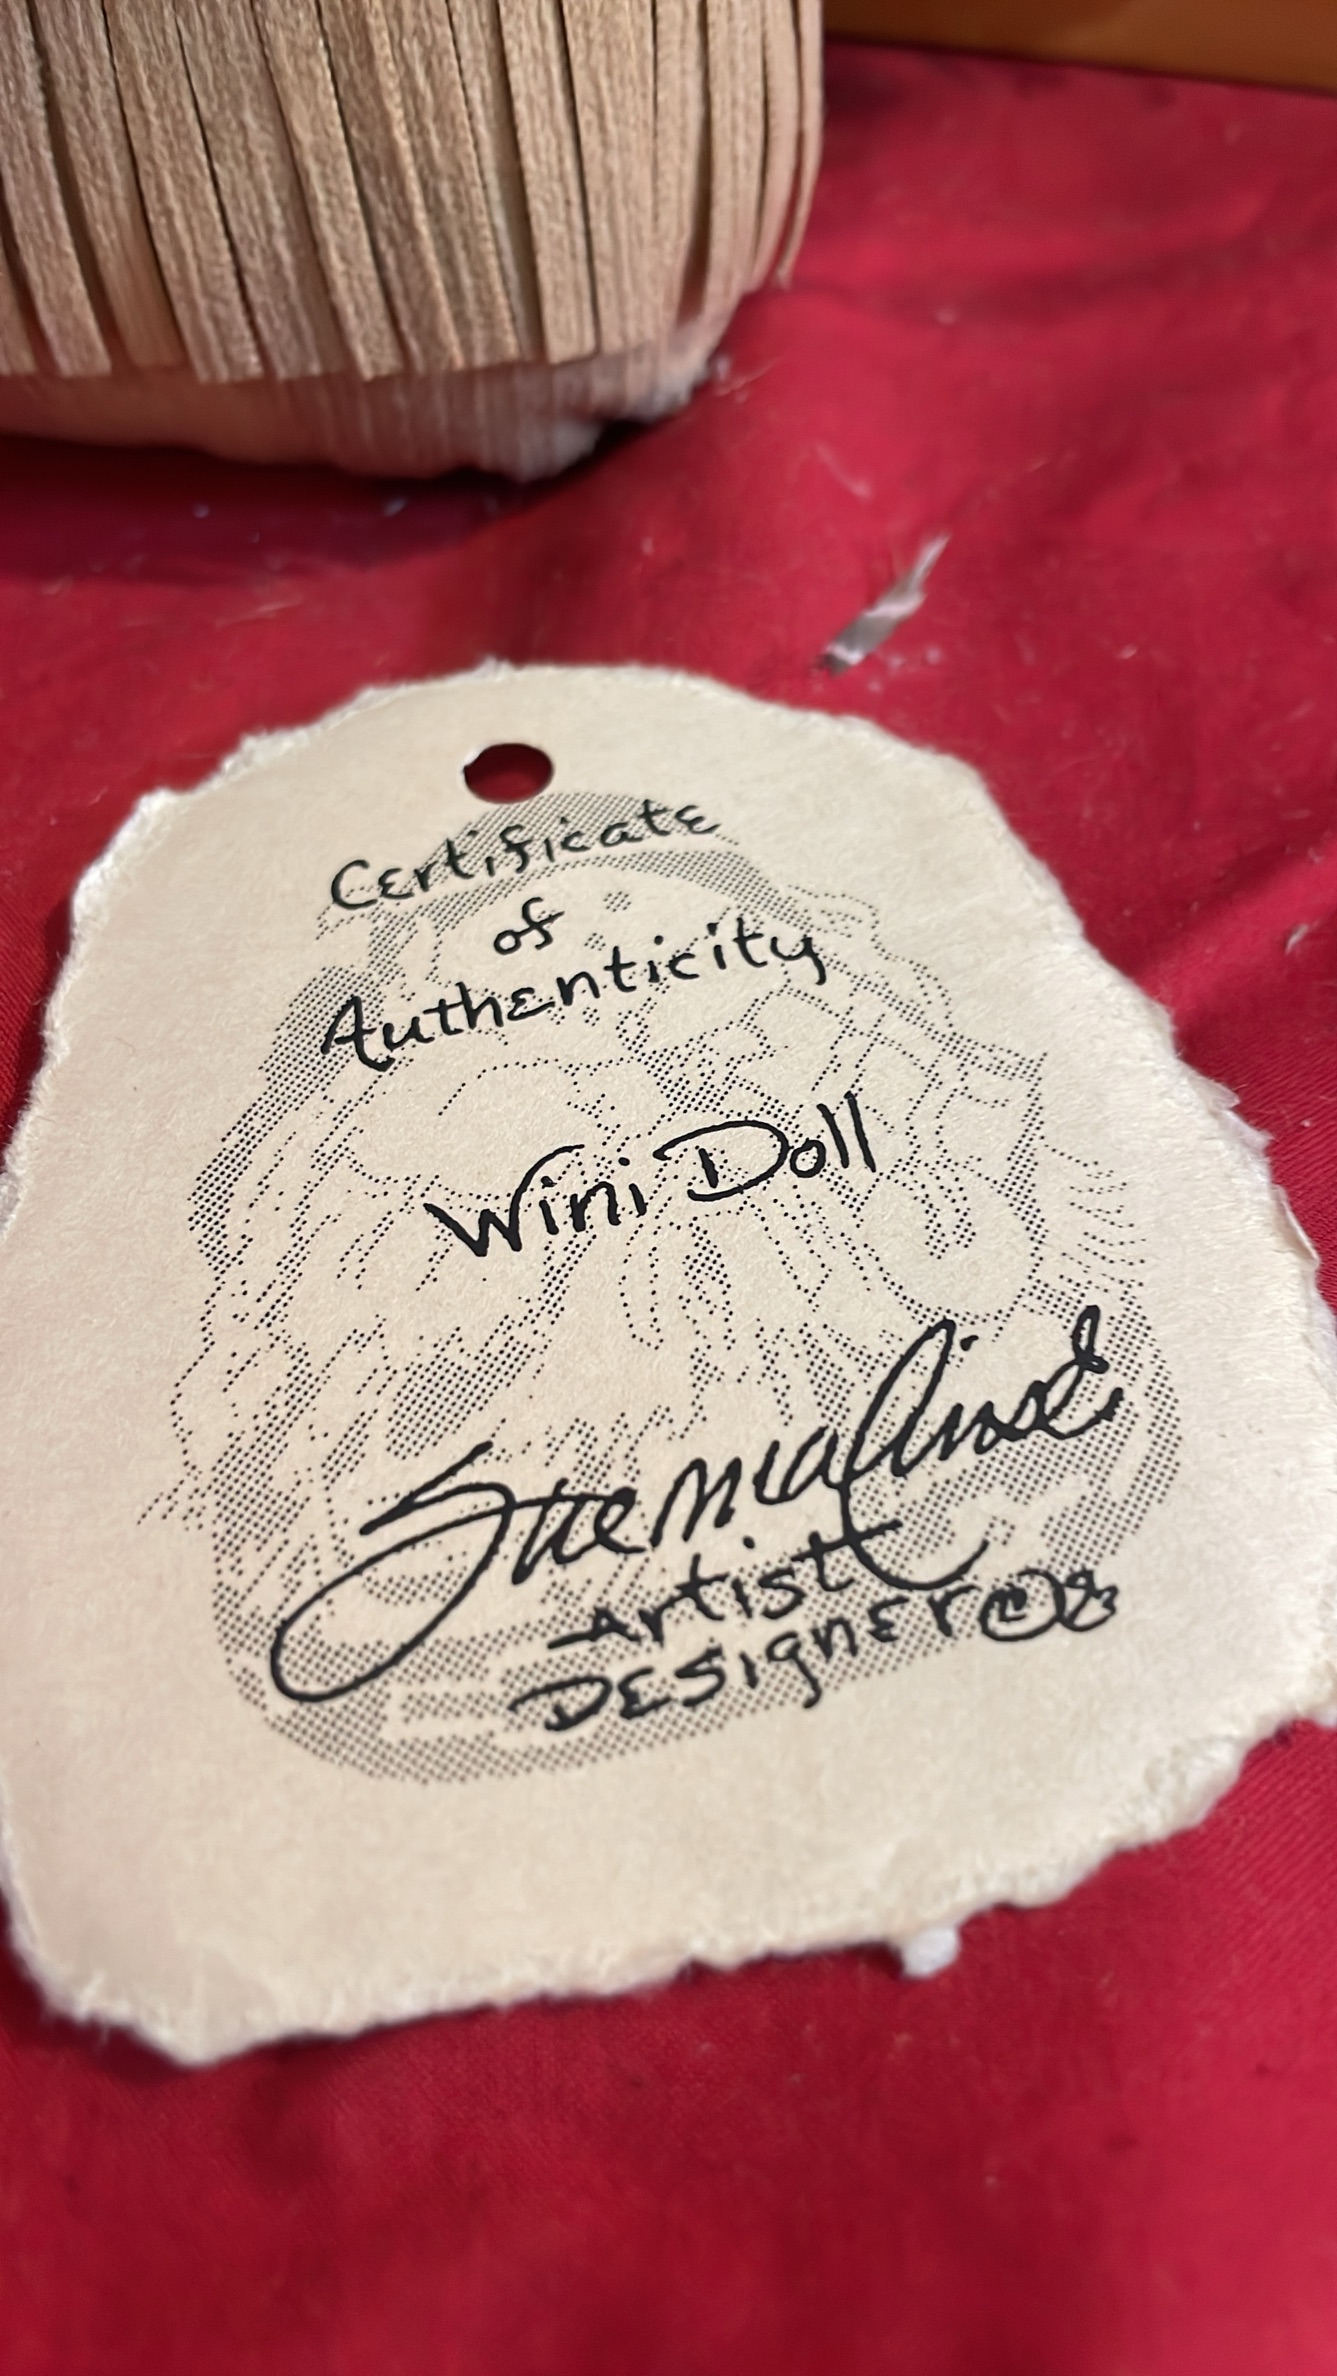 Certificate
of
Authenticity
Wini Doll
Artist
Designer ©